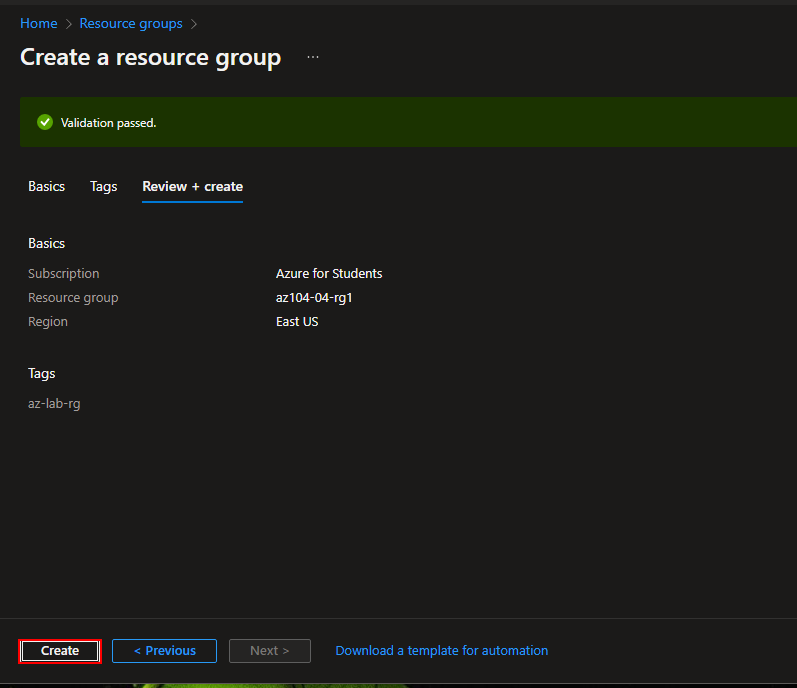 Home > Resource groups >
Create a resource group ...
Validation passed.
Basics Tags Review + create
Basics
Subscription Azure for Students
Resource group az104-04-rg1
Region East US
Tags
az-lab-rg
Create < Previous Next > Download a template for automation